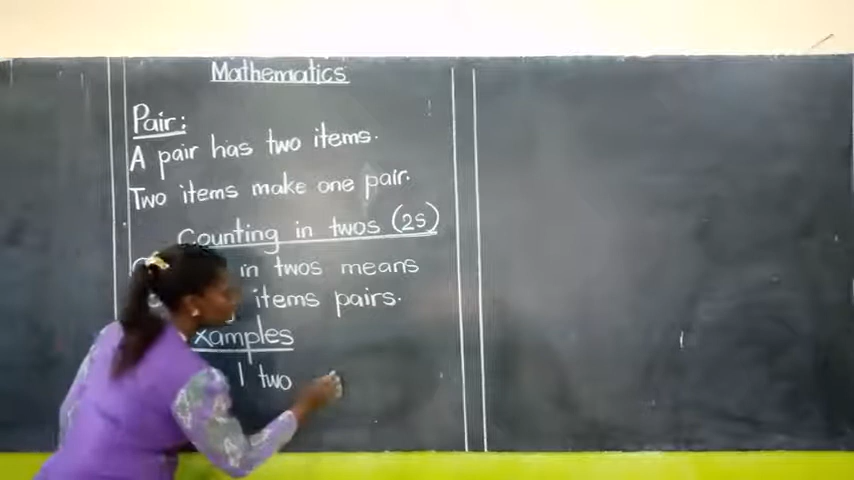 Mathematics
Pair:
A pair has two items.
Two items make one pair.
Counting in twos (2s)
in twos means
items pairs.
xamples
1 two